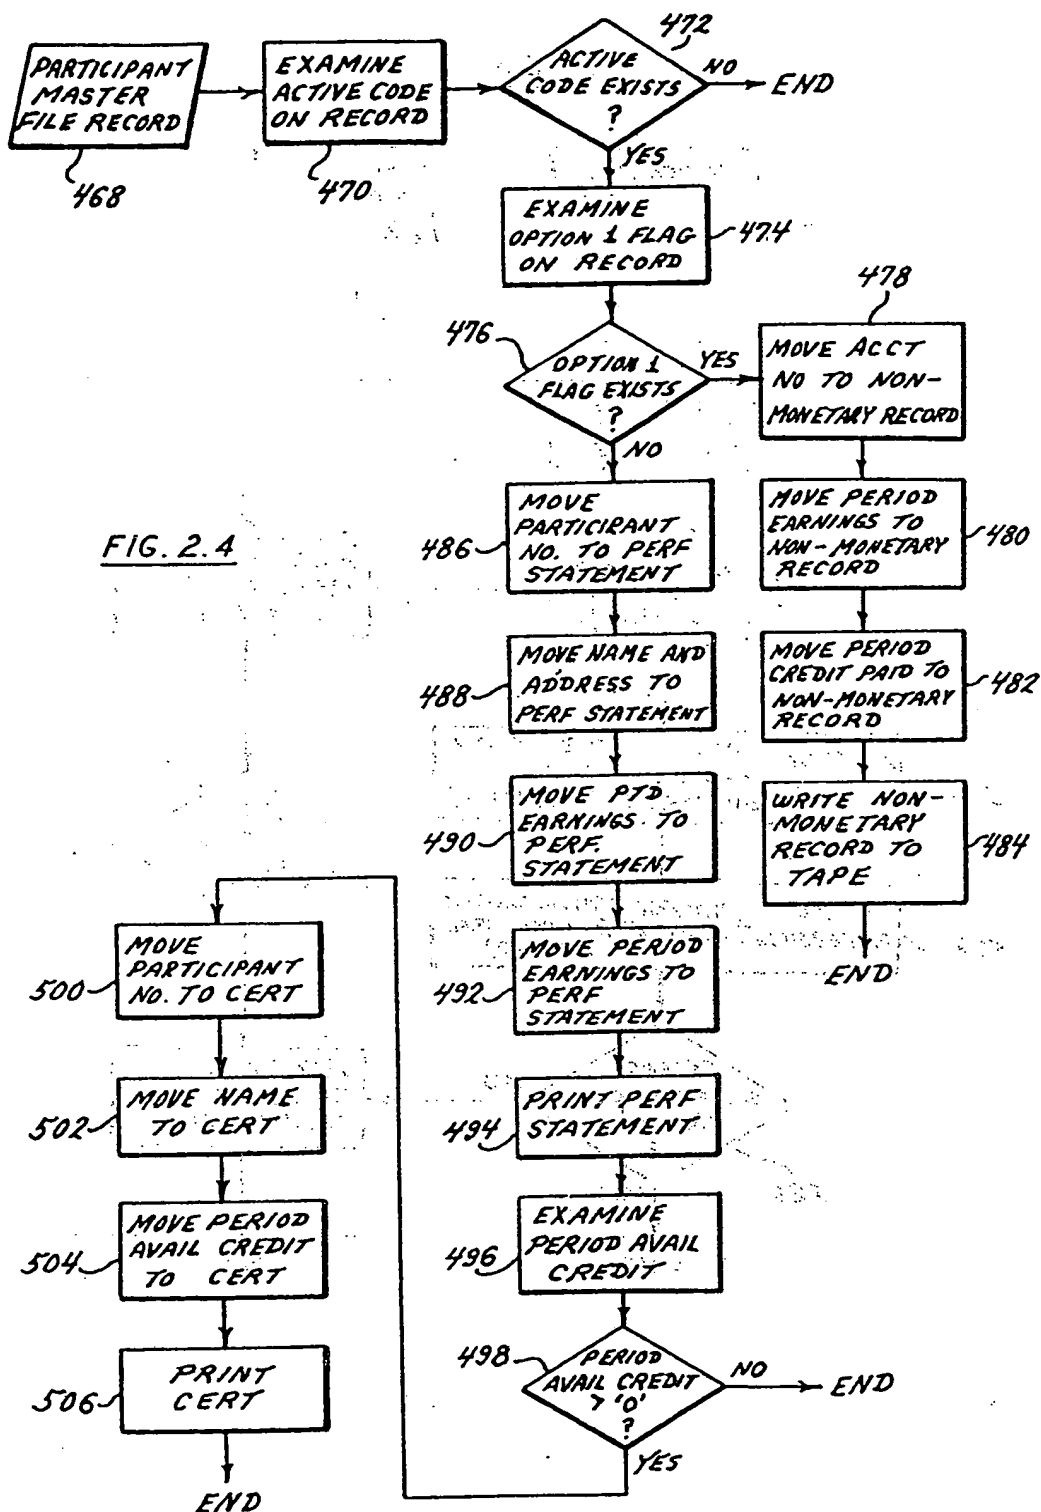 PARTICIPANT
MASTER
FILE RECORD
468
EXAMINE
ACTIVE CODE
ON RECORD
470
472
ACTIVE
CODE EXISTS
?
NO
END
YES
EXAMINE
OPTION 1 FLAG
ON RECORD
474
476
OPTION 1
FLAG EXISTS
?
YES
NO
478
MOVE ACCT
NO TO NON-
MONETARY RECORD
MOVE PERIOD
EARNINGS TO
NON-MONETARY
RECORD
480
MOVE PERIOD
CREDIT PAID TO
NON-MONETARY
RECORD
482
WRITE NON-
MONETARY
RECORD TO
TAPE
484
END
FIG. 2.4
486
MOVE
PARTICIPANT
NO. TO PERF
STATEMENT
488
MOVE NAME AND
ADDRESS TO
PERF STATEMENT
490
MOVE PTD
EARNINGS TO
PERF.
STATEMENT
492
MOVE PERIOD
EARNINGS TO
PERF
STATEMENT
494
PRINT PERF
STATEMENT
496
EXAMINE
PERIOD AVAIL
CREDIT
498
PERIOD
AVAIL CREDIT
> '0'
?
NO
END
YES
500
MOVE
PARTICIPANT
NO. TO CERT
502
MOVE NAME
TO CERT
504
MOVE PERIOD
AVAIL CREDIT
TO CERT
506
PRINT
CERT
END